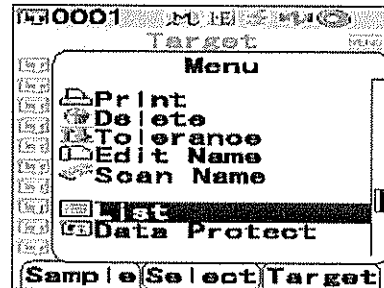 0001
Target
Menu
Print
Delete
Tolerance
Edit Name
Scan Name
List
Data Protect
Sample Select Target